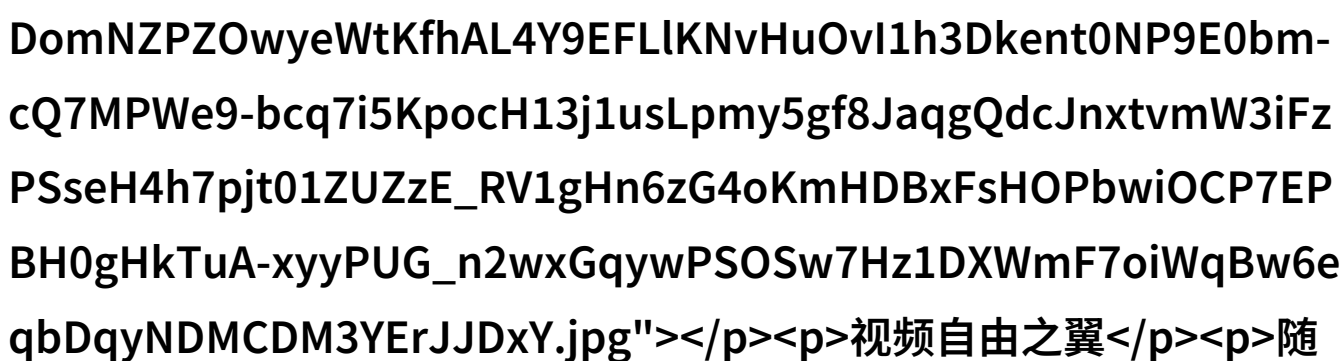 DomNZPZOwyeWtKfhAL4Y9EFLlKNvHuOvI1h3Dkent0NP9E0bm-
cQ7MPWe9-bcq7i5KpocH13j1usLpmy5gf8JaqgQdcJnxtvmW3iFz
PSseH4h7pjt01ZUZzE_RV1gHn6zG4oKmHDBxFsHOPbwiOCP7EP
BH0gHkTuA-xyyPUG_n2wxGqywPSOSw7Hz1DXWmF7oiWqBw6e
qbDqyNDMCDM3YErJJDxY.jpg"></p><p>视频自由之翼</p><p>随